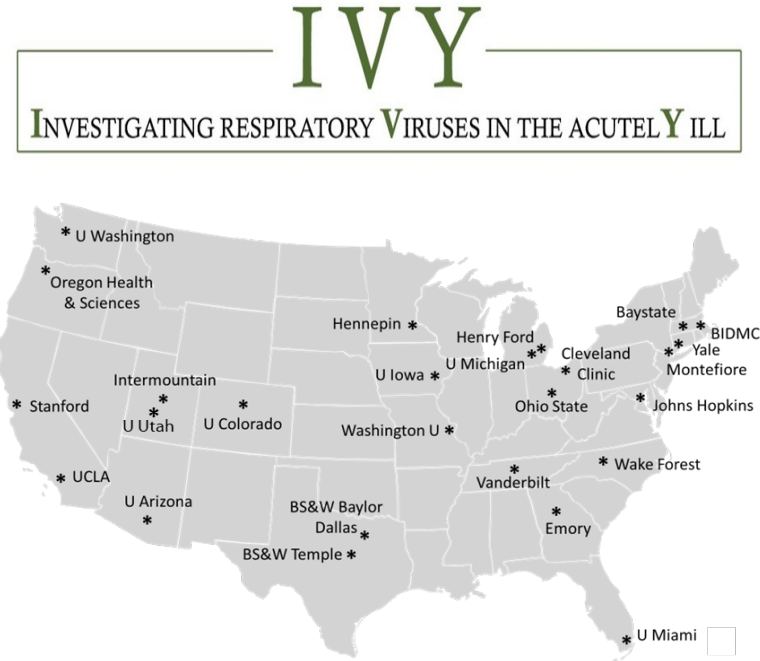 IVY
INVESTIGATING RESPIRATORY VIRUSES IN THE ACUTELY ILL
* U Washington
* Oregon Health
& Sciences
Hennepin *
Baystate
* * BIDMC
Henry Ford *
U Michigan *
* Yale
* Montefiore
Cleveland
* Clinic
U Iowa *
Intermountain
*
*
U Utah
*
U Colorado
* Stanford
*
Ohio State
* Johns Hopkins
Washington U *
* UCLA
*
Vanderbilt
* Wake Forest
U Arizona
*
BS&W Baylor
Dallas *
BS&W Temple *
*
Emory
* U Miami